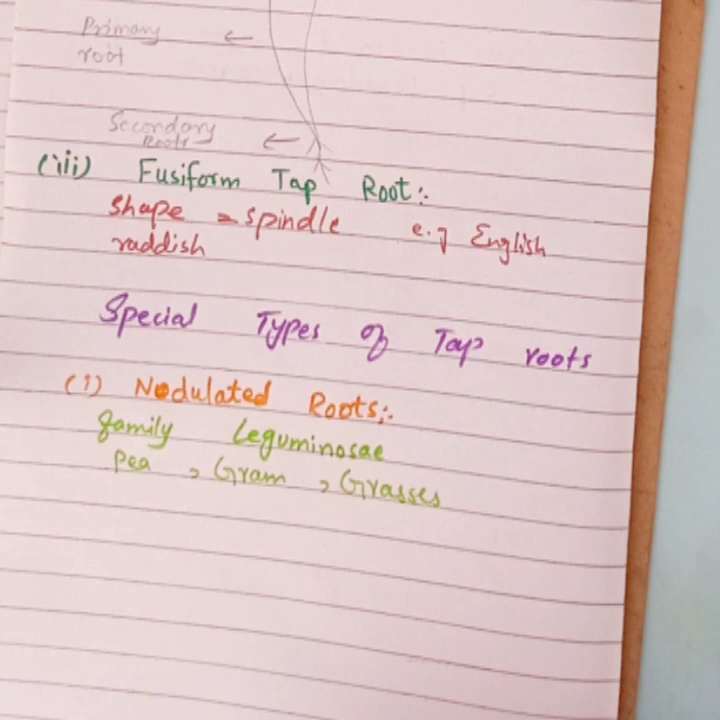 Primary
root
Secondary
Roots
(iii) Fusiform Tap Root:
shape = spindle e.g English
raddish
Special Types of Tap roots
(1) Nodulated Roots:
family leguminosae
Pea , Gram , Grasses